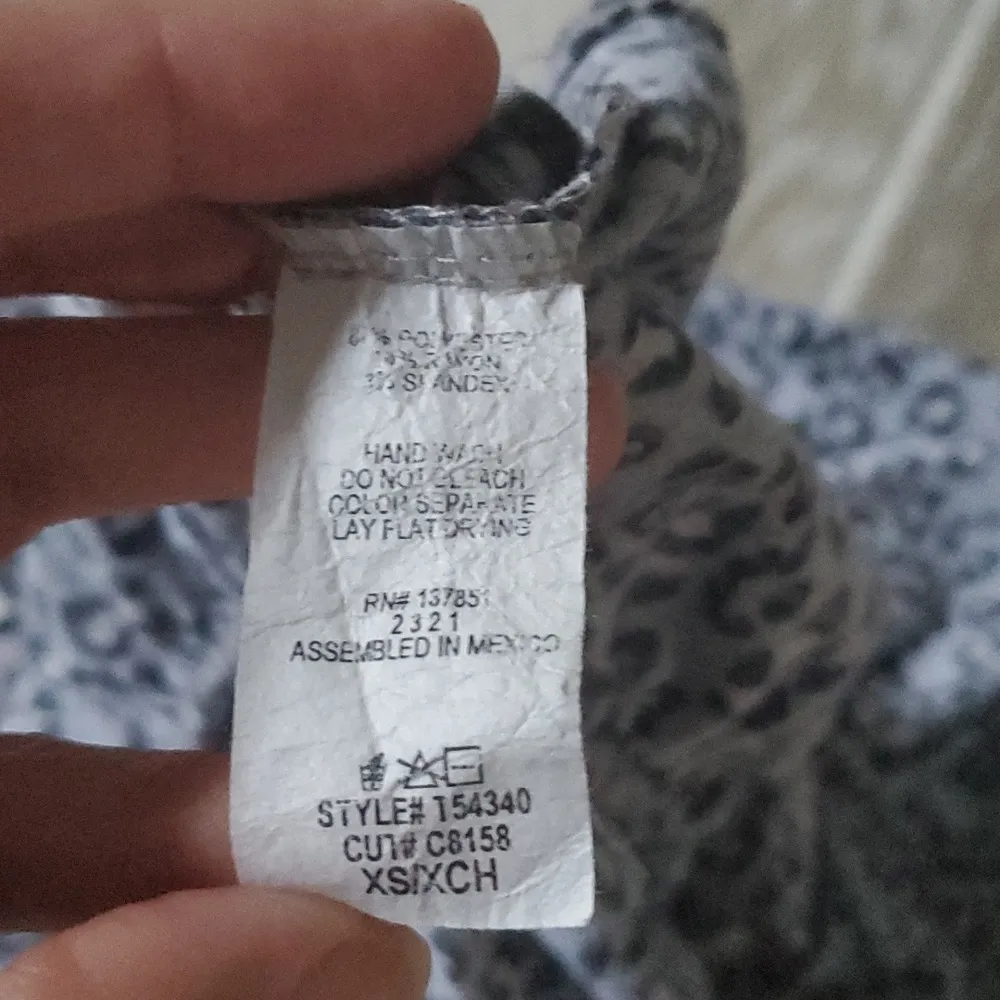 % POLYESTER
% RAYON
3% SPANDEX
HAND WASH
DO NOT BLEACH
COLOR SEPARATE
LAY FLAT DRYING
RN# 137851
2321
ASSEMBLED IN MEXICO
STYLE# T54340
CUT# C8158
XS/XCH